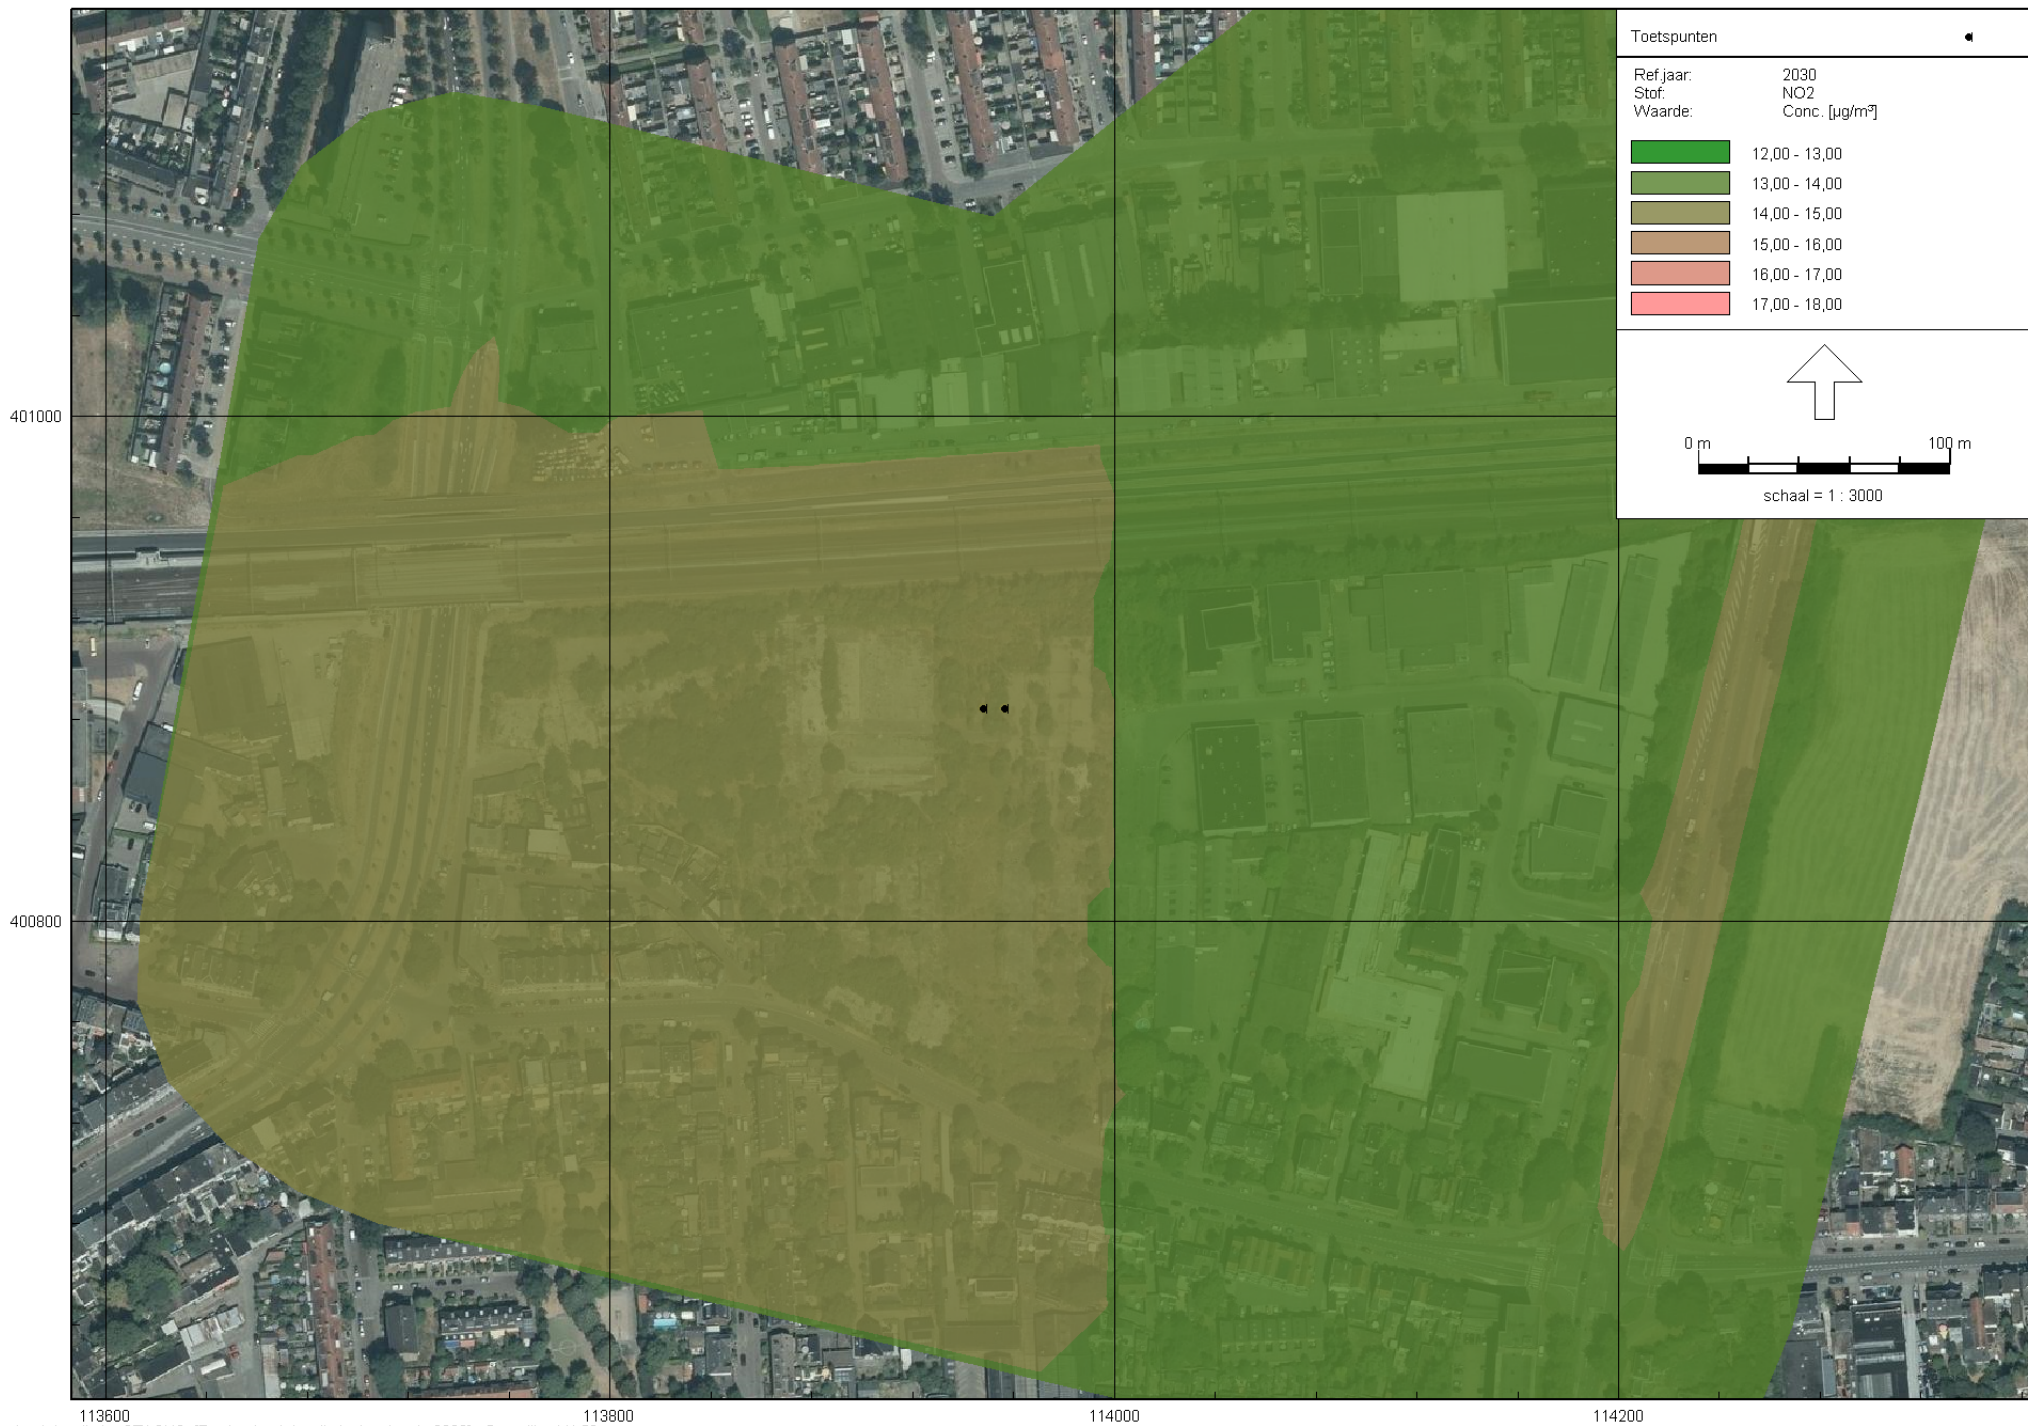 Toetspunten
Ref.jaar: 2030
Stof: NO2
Waarde: Conc. [µg/m³]
12,00 - 13,00
13,00 - 14,00
14,00 - 15,00
15,00 - 16,00
16,00 - 17,00
17,00 - 18,00
0 m 100 m
schaal = 1 : 3000
401000
400800
113600 113800 114000 114200